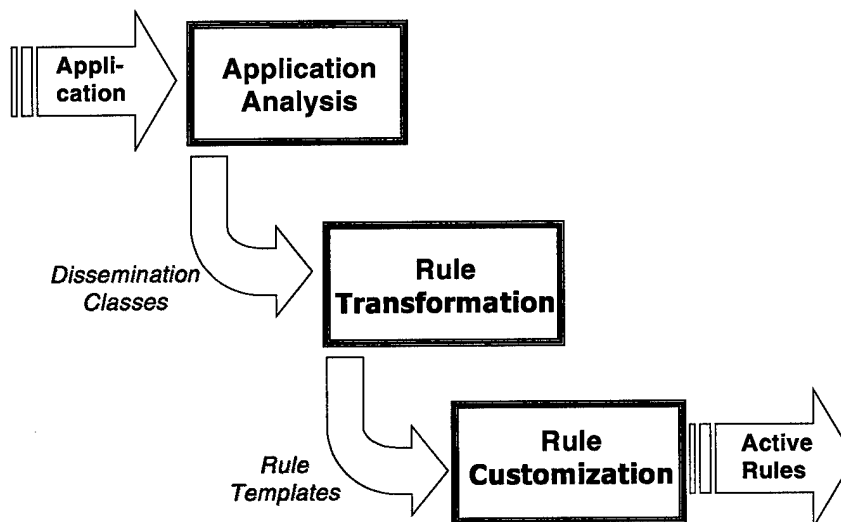 Appli-
cation
Application
Analysis
Dissemination
Classes
Rule
Transformation
Rule
Templates
Rule
Customization
Active
Rules